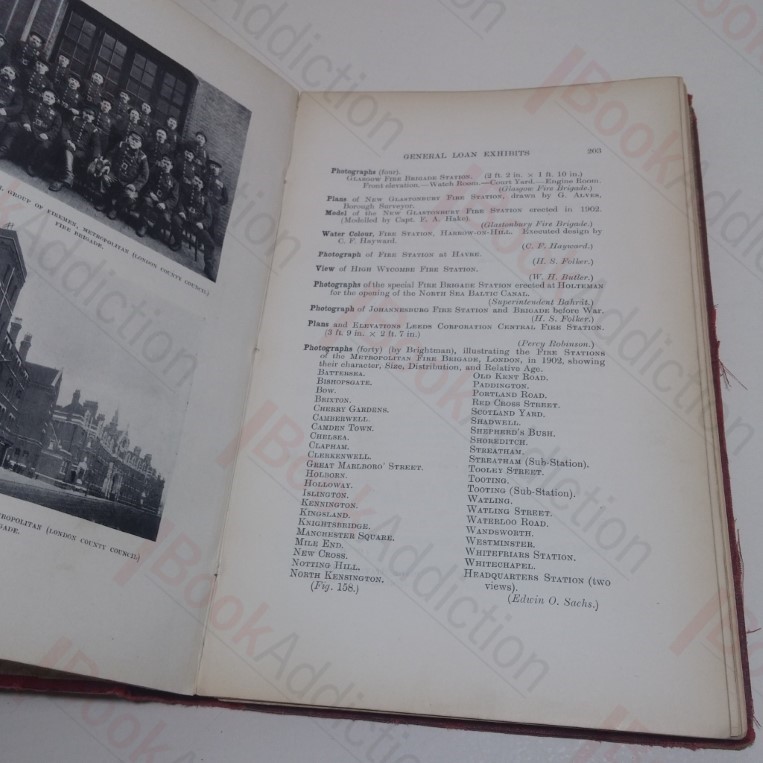 GROUP OF FIREMEN, METROPOLITAN (LONDON COUNTY COUNCIL)
FIRE BRIGADE.
METROPOLITAN (LONDON COUNTY COUNCIL)
GENERAL LOAN EXHIBITS 203
Photographs (four).
GLASGOW FIRE BRIGADE STATION. (2 ft. 2 in. × 1 ft. 10 in.)
Front elevation.—Watch Room.—Court Yard.—Engine Room.
(Glasgow Fire Brigade.)
Plans of NEW GLASTONBURY FIRE STATION, drawn by G. ALVES,
Borough Surveyor.
Model of the NEW GLASTONBURY FIRE STATION erected in 1902.
(Modelled by Capt. E. A. Hake).
(Glastonbury Fire Brigade.)
Water Colour, FIRE STATION, HARROW-ON-HILL. Executed design by
C. F. Hayward.
(C. F. Hayward.)
Photograph of FIRE STATION AT HAVRE.
(H. S. Folker.)
View of HIGH WYCOMBE FIRE STATION.
(W. H. Butler.)
Photographs of the special FIRE BRIGADE STATION erected at HOLTEMAN
for the opening of the NORTH SEA BALTIC CANAL.
(Superintendent Bahrdt.)
Photograph of JOHANNESBURG FIRE STATION and BRIGADE before War.
(H. S. Folker.)
Plans and ELEVATIONS LEEDS CORPORATION CENTRAL FIRE STATION.
(3 ft. 9 in. × 2 ft. 7 in.)
(Percy Robinson.)
Photographs (forty) (by Brightman), illustrating the FIRE STATIONS
of the METROPOLITAN FIRE BRIGADE, LONDON, in 1902, showing
their character, Size, Distribution, and Relative Age.
BATTERSEA.
BISHOPSGATE.
BOW.
BRIXTON.
CHERRY GARDENS.
CAMBERWELL.
CAMDEN TOWN.
CHELSEA.
CLAPHAM.
CLERKENWELL.
GREAT MARLBORO' STREET.
HOLBORN.
HOLLOWAY.
ISLINGTON.
KENNINGTON.
KINGSLAND.
KNIGHTSBRIDGE.
MANCHESTER SQUARE.
MILE END.
NEW CROSS.
NOTTING HILL.
NORTH KENSINGTON.
(Fig. 158.)
OLD KENT ROAD.
PADDINGTON.
PORTLAND ROAD.
RED CROSS STREET.
SCOTLAND YARD.
SHADWELL.
SHEPHERD'S BUSH.
SHOREDITCH.
STREATHAM.
STREATHAM (Sub-Station).
TOOLEY STREET.
TOOTING.
TOOTING (Sub-Station).
WATLING.
WATLING STREET.
WATERLOO ROAD.
WANDSWORTH.
WESTMINSTER.
WHITEFRIARS STATION.
WHITECHAPEL.
HEADQUARTERS STATION (two
views).
(Edwin O. Sachs.)
BookAddiction